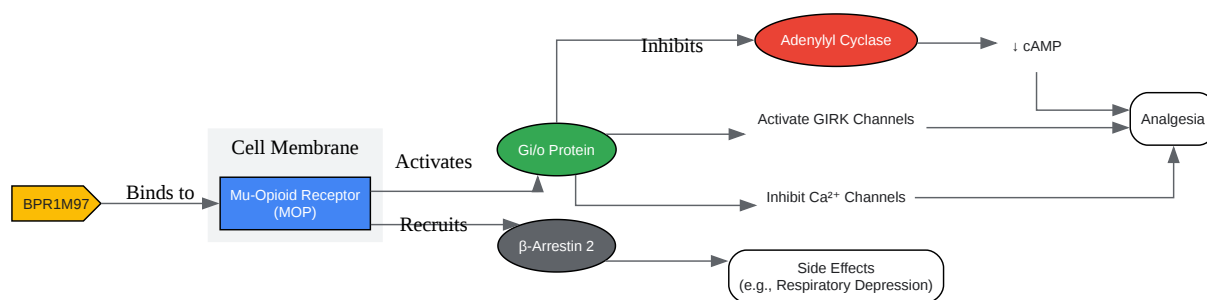 Inhibits
Adenylyl Cyclase
↓ cAMP
Activate GIRK Channels
Analgesia
Cell Membrane
Activates
Gi/o Protein
Binds to
BPR1M97
Mu-Opioid Receptor
(MOP)
Inhibit Ca²⁺ Channels
Recruits
β-Arrestin 2
Side Effects
(e.g., Respiratory Depression)